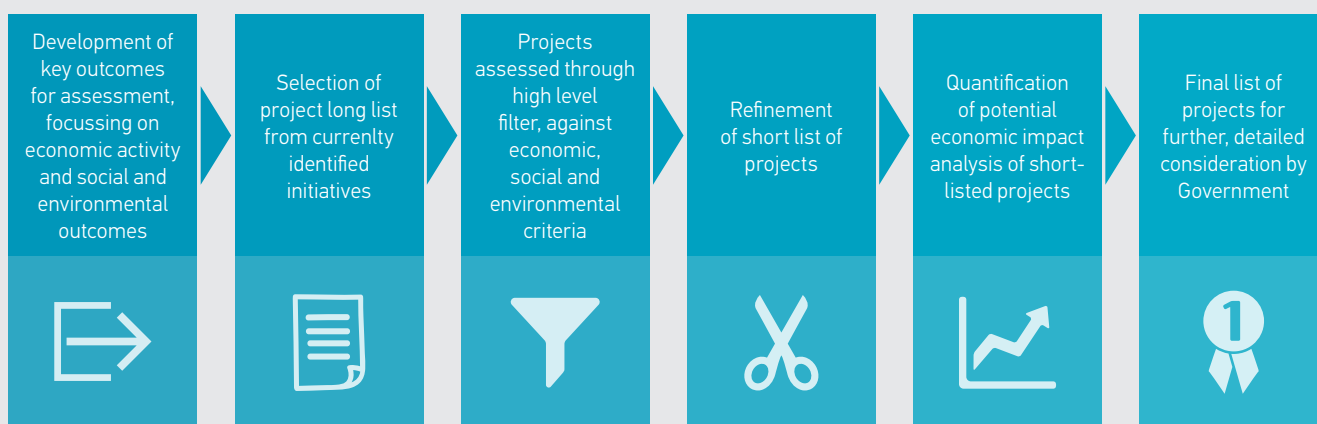 Development of
key outcomes
for assessment,
focussing on
economic activity
and social and
environmental
outcomes
Selection of
project long list
from currenlty
identified
initiatives
Projects
assessed through
high level
filter, against
economic,
social and
environmental
criteria
Refinement
of short list of
projects
Quantification
of potential
economic impact
analysis of short-
listed projects
Final list of
projects for
further, detailed
consideration by
Government
1